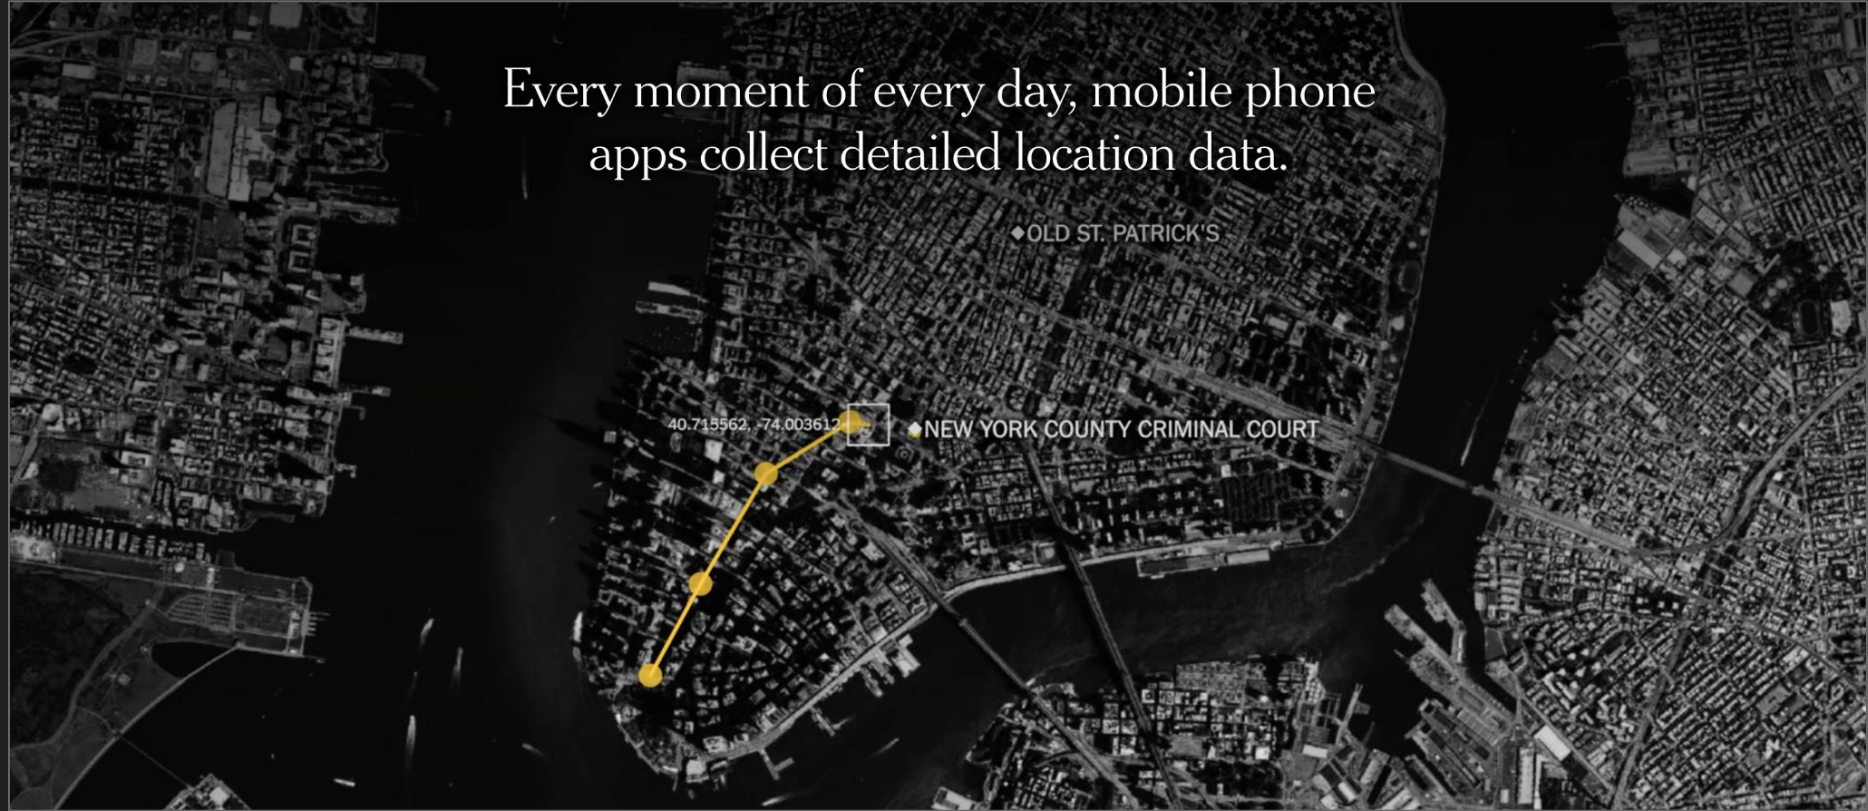 Every moment of every day, mobile phone
apps collect detailed location data.
OLD ST. PATRICK'S
40.715562, -74.003612
NEW YORK COUNTY CRIMINAL COURT